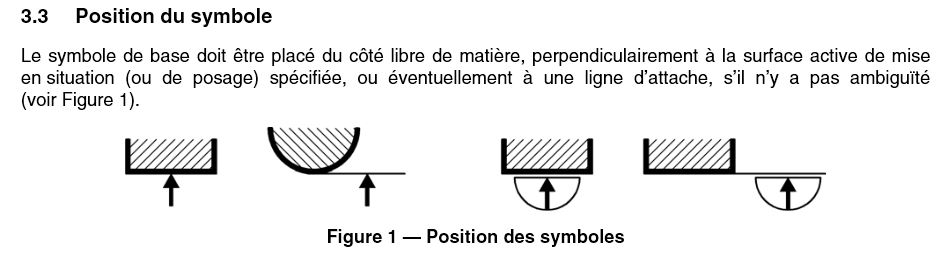 3.3 Position du symbole
Le symbole de base doit être placé du côté libre de matière, perpendiculairement à la surface active de mise
en situation (ou de posage) spécifiée, ou éventuellement à une ligne d’attache, s’il n’y a pas ambiguïté
(voir Figure 1).
Figure 1 — Position des symboles